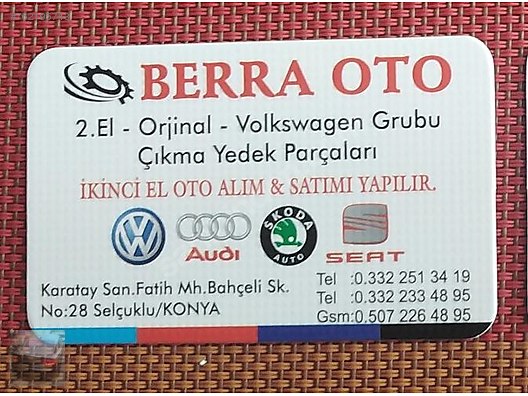 BERRA OTO
2.El - Orjinal - Volkswagen Grubu
Çıkma Yedek Parçaları
İKİNCİ EL OTO ALIM & SATIMI YAPILIR.
Audi
SKODA
AUTO
SEAT
Karatay San.Fatih Mh.Bahçeli Sk.
No:28 Selçuklu/KONYA
Tel :0.332 251 34 19
Tel :0.332 233 48 95
Gsm:0.507 226 48 95